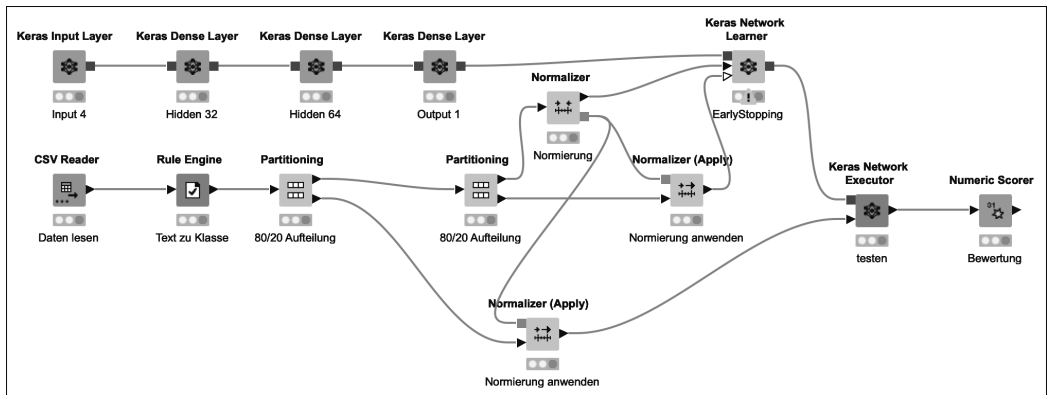 Keras Input Layer
Keras Dense Layer
Keras Dense Layer
Keras Dense Layer
Keras Network
Learner
Input 4
Hidden 32
Hidden 64
Output 1
Normalizer
Normierung
!
EarlyStopping
CSV Reader
Rule Engine
Partitioning
Partitioning
Normalizer (Apply)
Keras Network
Executor
Numeric Scorer
Daten lesen
Text zu Klasse
80/20 Aufteilung
80/20 Aufteilung
Normierung anwenden
testen
Bewertung
Normalizer (Apply)
Normierung anwenden